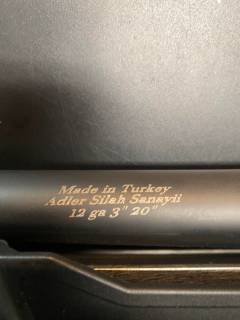 Made in Turkey
Adler Silah Sanayii
12 ga 3" 20"